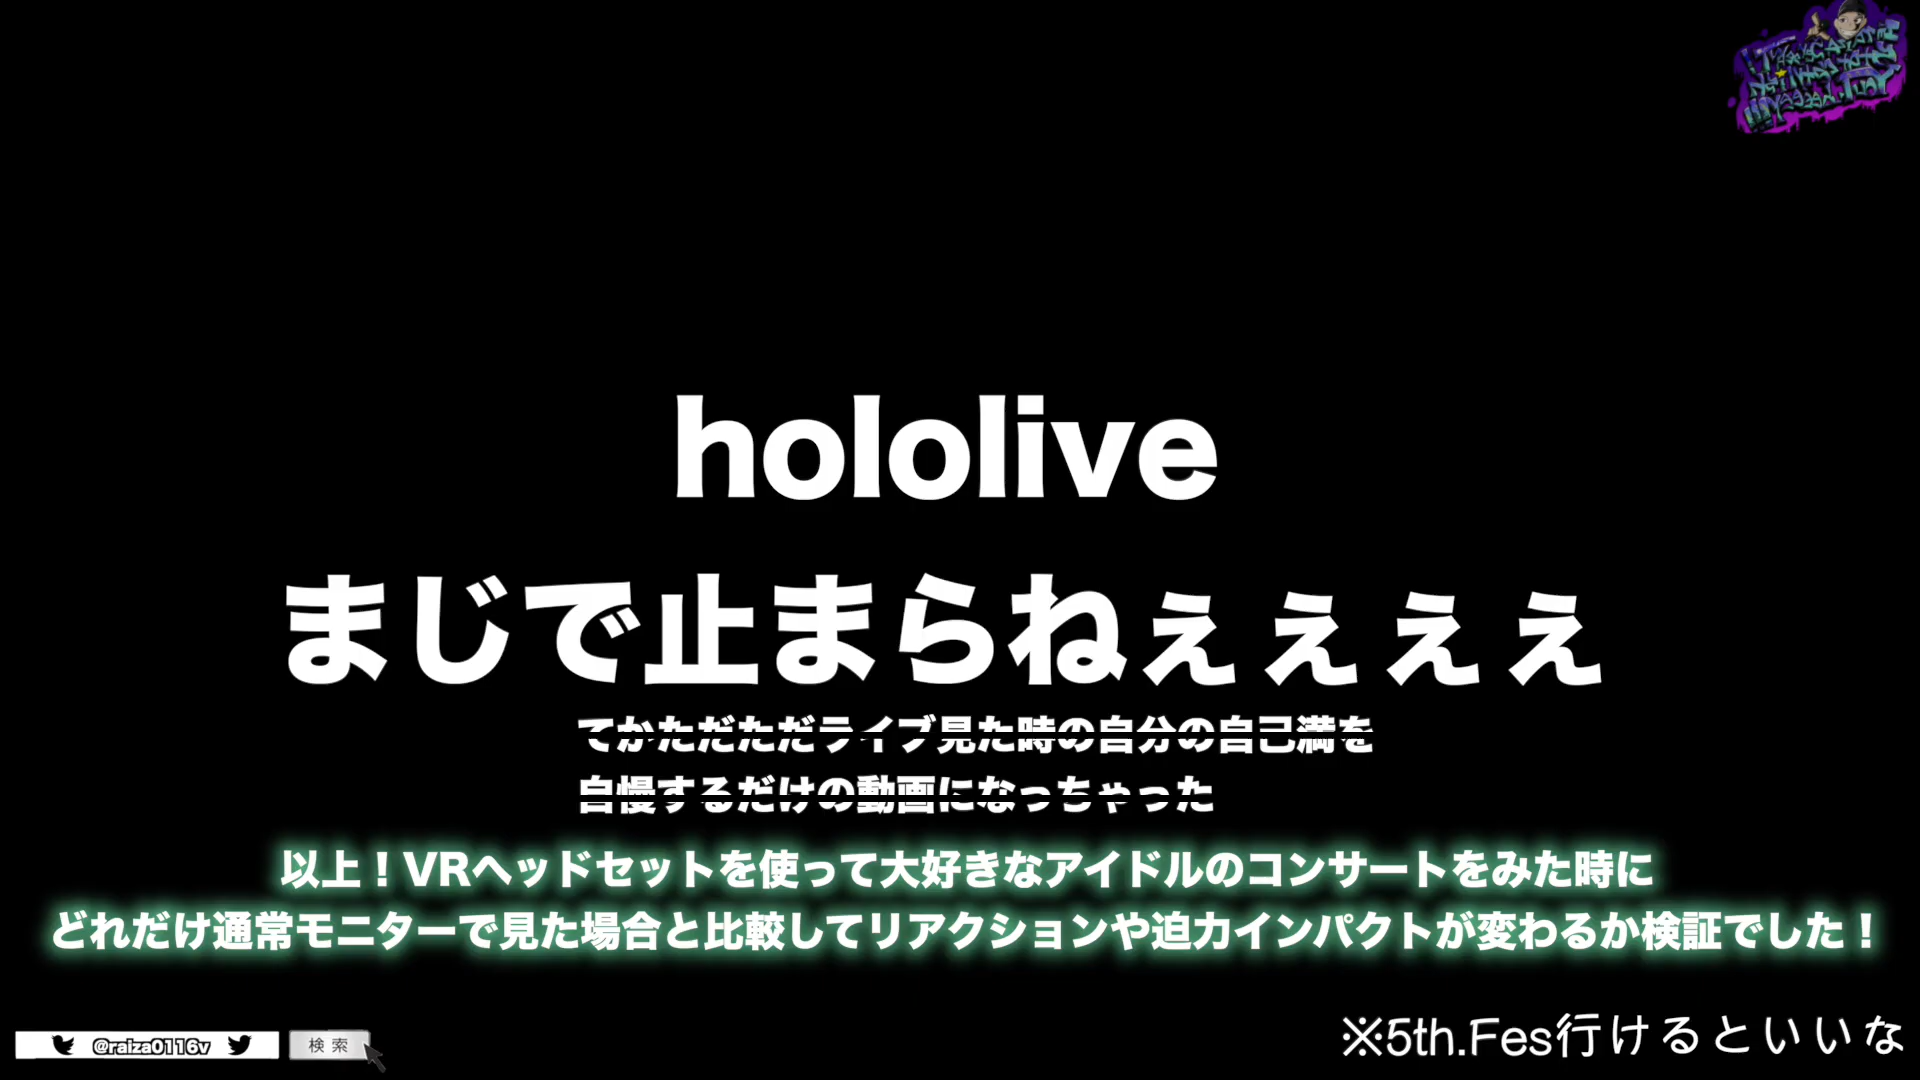 hololive
まじで止まらねぇぇぇぇ
てかただただライブ見た時の自分の自己満を
自慢するだけの動画になっちゃった
以上！VRヘッドセットを使って大好きなアイドルのコンサートをみた時に
どれだけ通常モニターで見た場合と比較してリアクションや迫力インパクトが変わるか検証でした！
@raiza0116v
検索
※5th.Fes行けるといいな